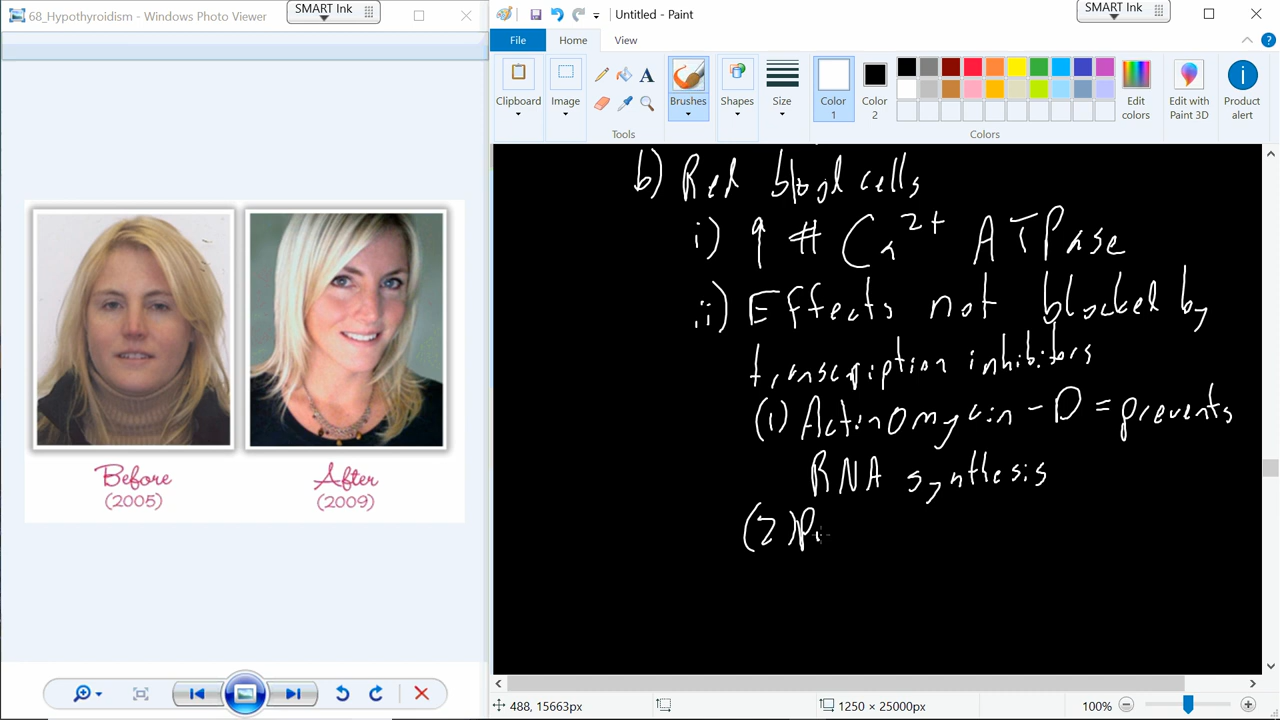 68_Hypothyroidism - Windows Photo Viewer
SMART Ink
Before
(2005)
After
(2009)
Untitled - Paint
SMART Ink
File
Home
View
Clipboard
Image
Tools
Brushes
Shapes
Size
Color 1
Color 2
Edit colors
Edit with Paint 3D
Product alert
Colors
b) Red blood cells
i) ↑ # Ca2+ ATPase
ii) Effects not blocked by
transcription inhibitors
(1) Actinomycin - D = prevents
RNA synthesis
(2)
488, 15663px
1250 × 25000px
100%